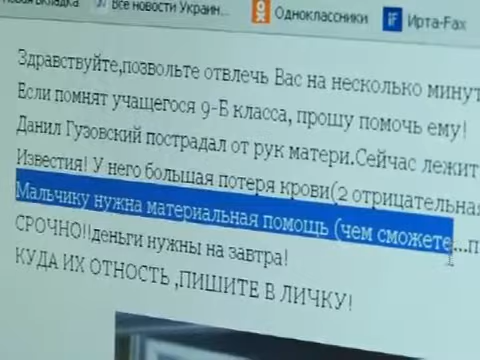 вкладка Все новости Украин... Одноклассники iF Ирта-Fax
Здравствуйте,позвольте отвлечь Вас на несколько минут
Если помнят учащегося 9-Б класса, прошу помочь ему!
Данил Гузовский пострадал от рук матери.Сейчас лежит
Известия! У него большая потеря крови(2 отрицательная
Мальчику нужна материальная помощь (чем сможете...п
СРОЧНО!!деньги нужны на завтра!
КУДА ИХ ОТНОСТЬ ,ПИШИТЕ В ЛИЧКУ!